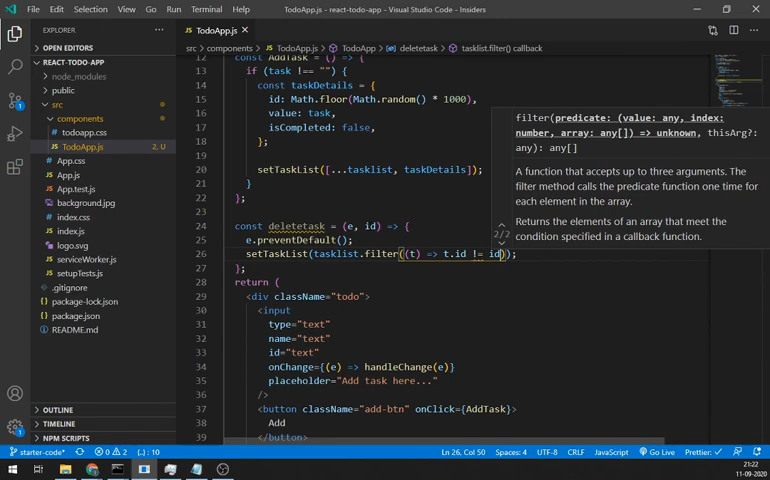 File Edit Selection View Go Run Terminal Help TodoApp.js - react-todo-app - Visual Studio Code - Insiders
EXPLORER ...
OPEN EDITORS
REACT-TODO-APP
node_modules
public
src
components
todoapp.css
JS TodoApp.js 2, U
App.css
JS App.js
App.test.js
background.jpg
index.css
JS index.js
logo.svg
JS serviceWorker.js
JS setupTests.js
.gitignore
package-lock.json
package.json
README.md
OUTLINE
TIMELINE
NPM SCRIPTS
JS TodoApp.js
src > components > JS TodoApp.js > TodoApp > deletetask > tasklist.filter() callback
12 const AddTask = () => {
13 if (task !== "") {
14 const taskDetails = {
15 id: Math.floor(Math.random() * 1000),
16 value: task,
17 isCompleted: false,
18 };
19
20 setTaskList([...tasklist, taskDetails]);
21 }
22 };
23
24 const deletetask = (e, id) => {
25 e.preventDefault();
26 setTaskList(tasklist.filter((t) => t.id != id));
27 };
28 return (
29 <div className="todo">
30 <input
31 type="text"
32 name="text"
33 id="text"
34 onChange={(e) => handleChange(e)}
35 placeholder="Add task here..."
36 />
37 <button className="add-btn" onClick={AddTask}>
38 Add
39 </button>
2/2
filter(predicate: (value: any, index:
number, array: any[]) => unknown, thisArg?:
any): any[]
A function that accepts up to three arguments. The
filter method calls the predicate function one time for
each element in the array.
Returns the elements of an array that meet the
condition specified in a callback function.
1
1
starter-code* 0 2 (..) : 10 Ln 26, Col 50 Spaces: 4 UTF-8 CRLF JavaScript Go Live Prettier: ✓
21:22
11-09-2020